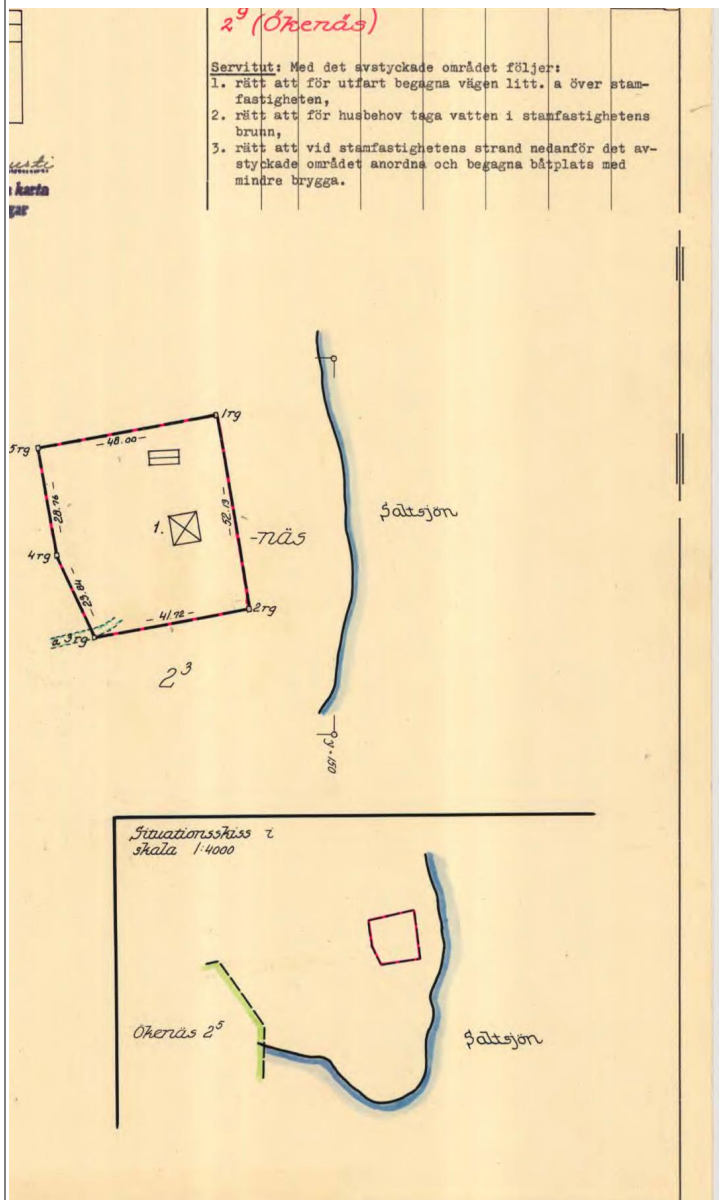 2⁹ (Ökenäs)
Servitut: Med det avstyckade området följer:
1. rätt att för utfart begagna vägen litt. a över stam-
fastigheten,
2. rätt att för husbehov taga vatten i stamfastighetens
brunn,
3. rätt att vid stamfastighetens strand nedanför det av-
styckade området anordna och begagna båtplats med
mindre brygga.
karta
gar
1rg
- 48.00 -
5rg
- 28.76 -
1.
- 52.13 -
-näs
Saltsjön
4rg
- 23.84 -
- 41.72 -
2rg
a 3rg
2³
y-150
Situationsskiss i
skala 1:4000
Ökenäs 2⁵
Saltsjön